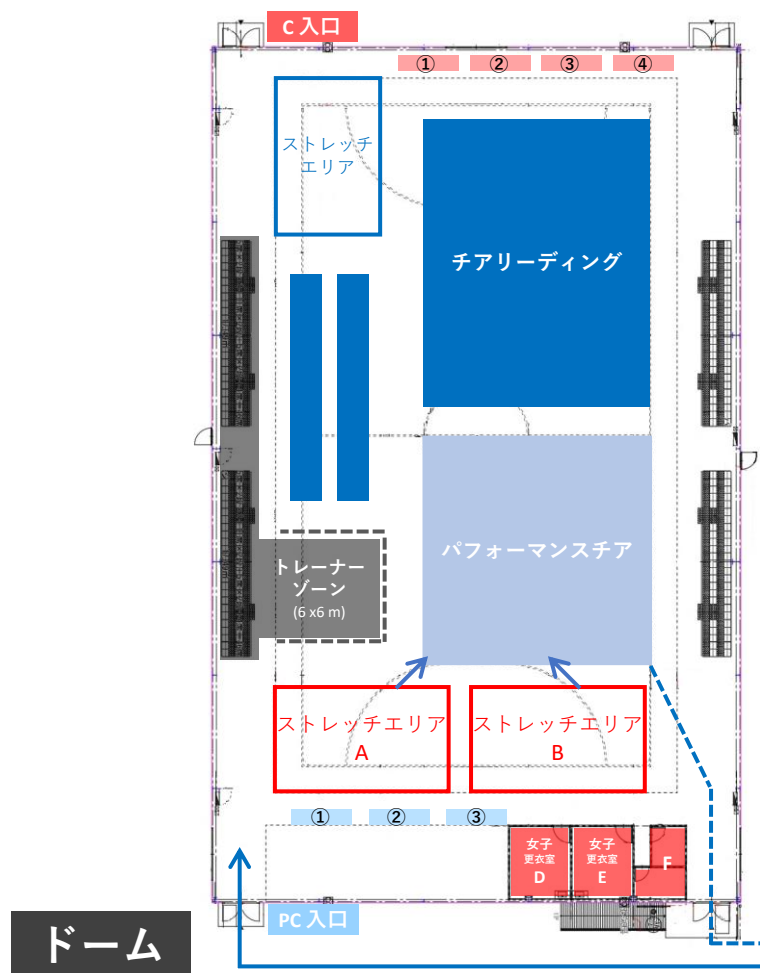 C 入口
① ② ③ ④
ストレッチ
エリア
チアリーディング
パフォーマンスチア
トレーナー
ゾーン
(6 x6 m)
ストレッチエリア
A
ストレッチエリア
B
① ② ③
女子
更衣室
D
女子
更衣室
E
F
PC 入口
ドーム